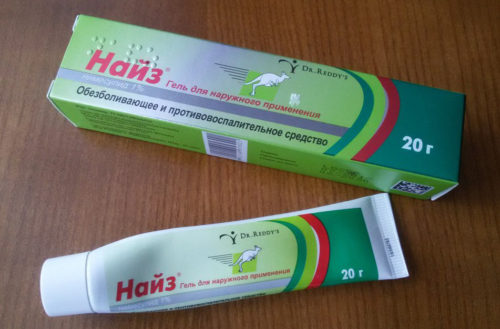 Найз®
нимесулид 1%
Гель для наружного применения
DR.REDDY'S
Обезболивающее и противовоспалительное средство
20 г
DR.REDDY'S
Найз®
Гель для наружного применения
20 г